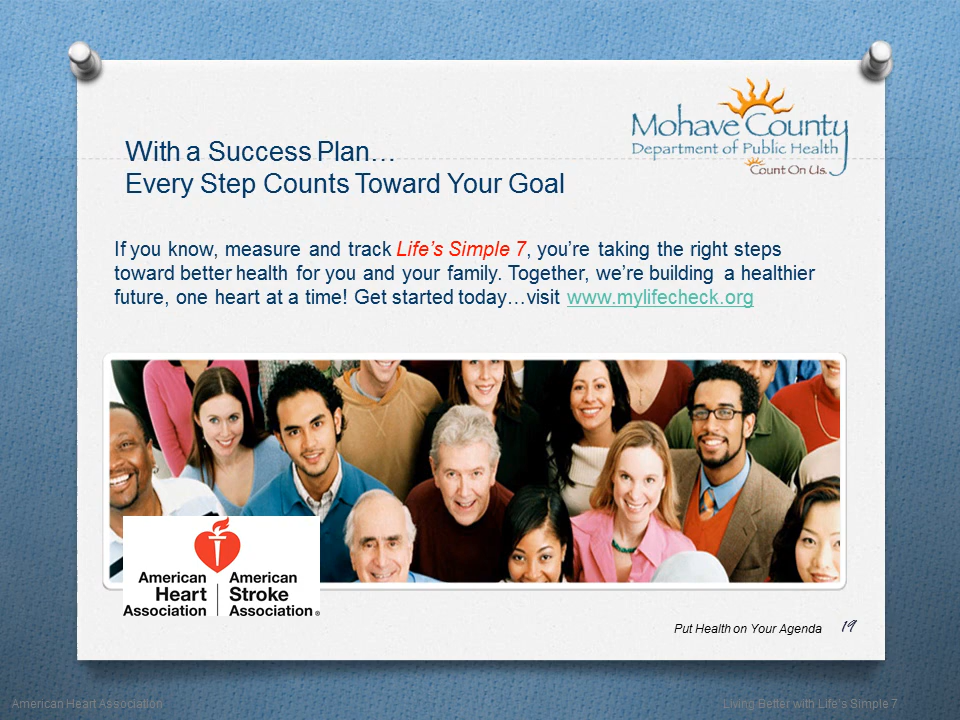 Mohave County
Department of Public Health
Count On Us.
With a Success Plan…
Every Step Counts Toward Your Goal
If you know, measure and track Life’s Simple 7, you’re taking the right steps
toward better health for you and your family. Together, we’re building a healthier
future, one heart at a time! Get started today…visit www.mylifecheck.org
American
Heart
Association
American
Stroke
Association®
Put Health on Your Agenda
19
American Heart Association
Living Better with Life’s Simple 7